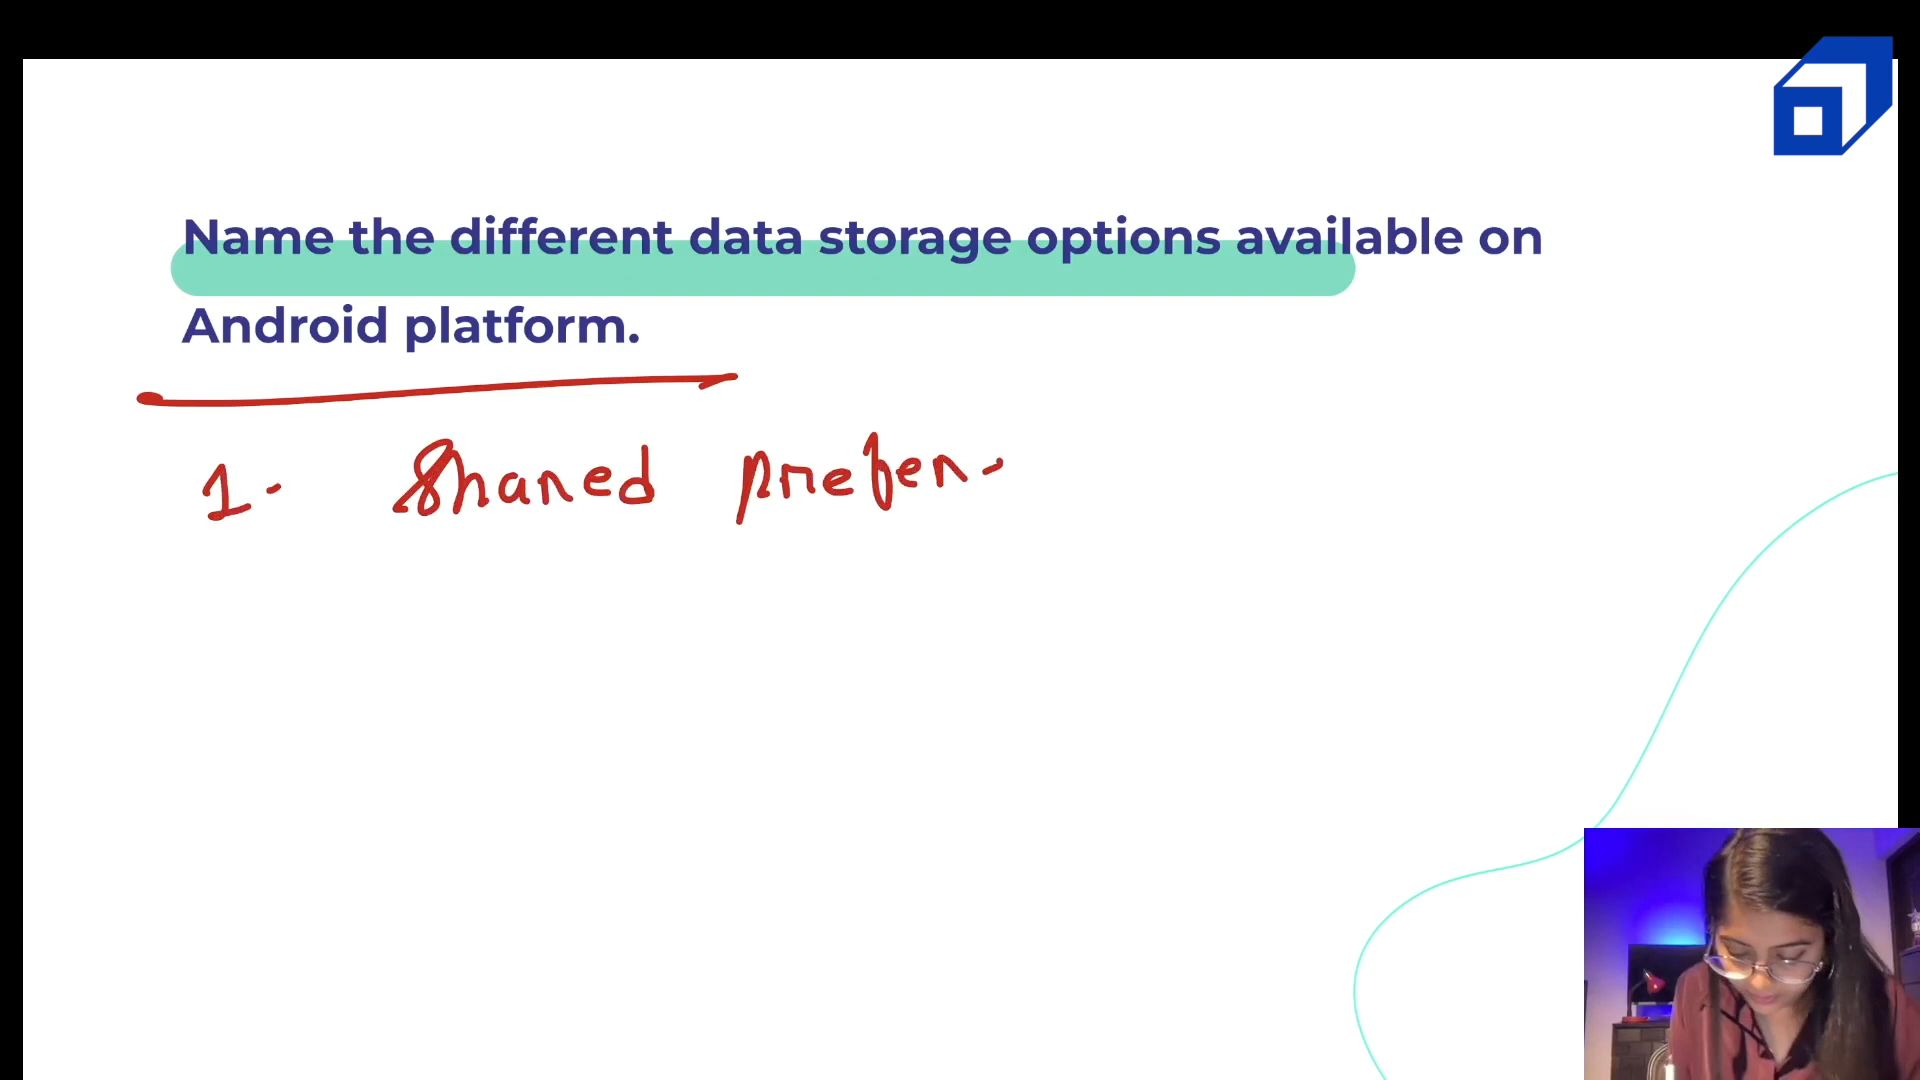 Name the different data storage options available on
Android platform.
1. Shared prefer.